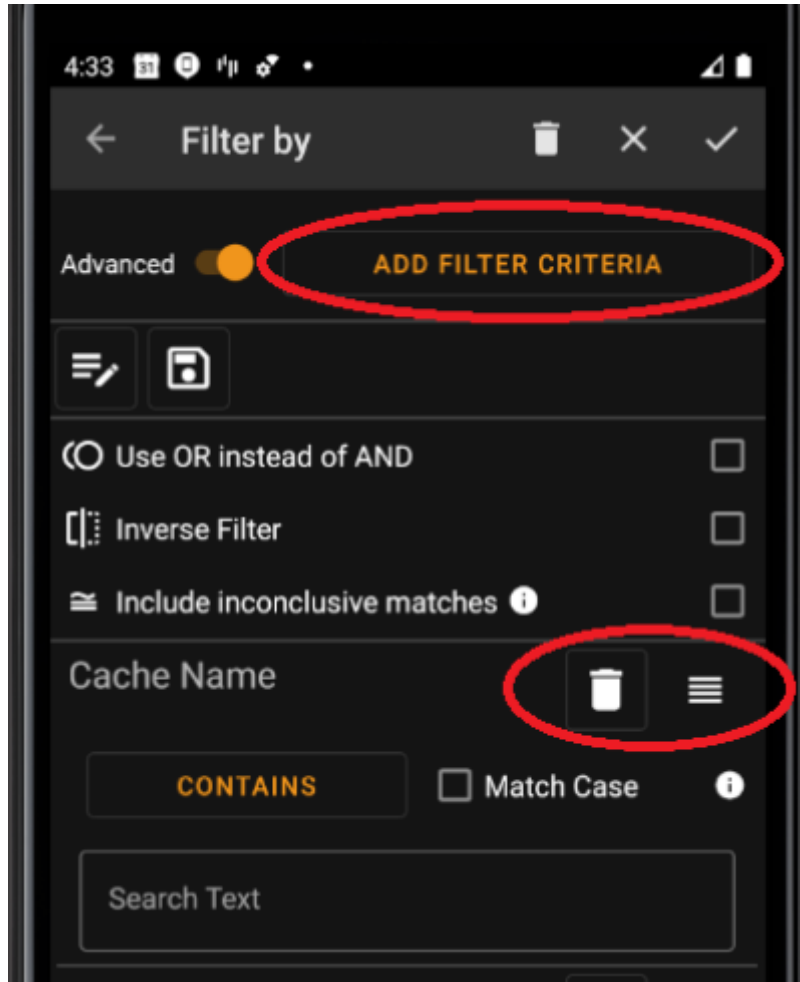 4:33 31
Filter by
Advanced ADD FILTER CRITERIA
Use OR instead of AND
Inverse Filter
Include inconclusive matches
Cache Name
CONTAINS Match Case
Search Text